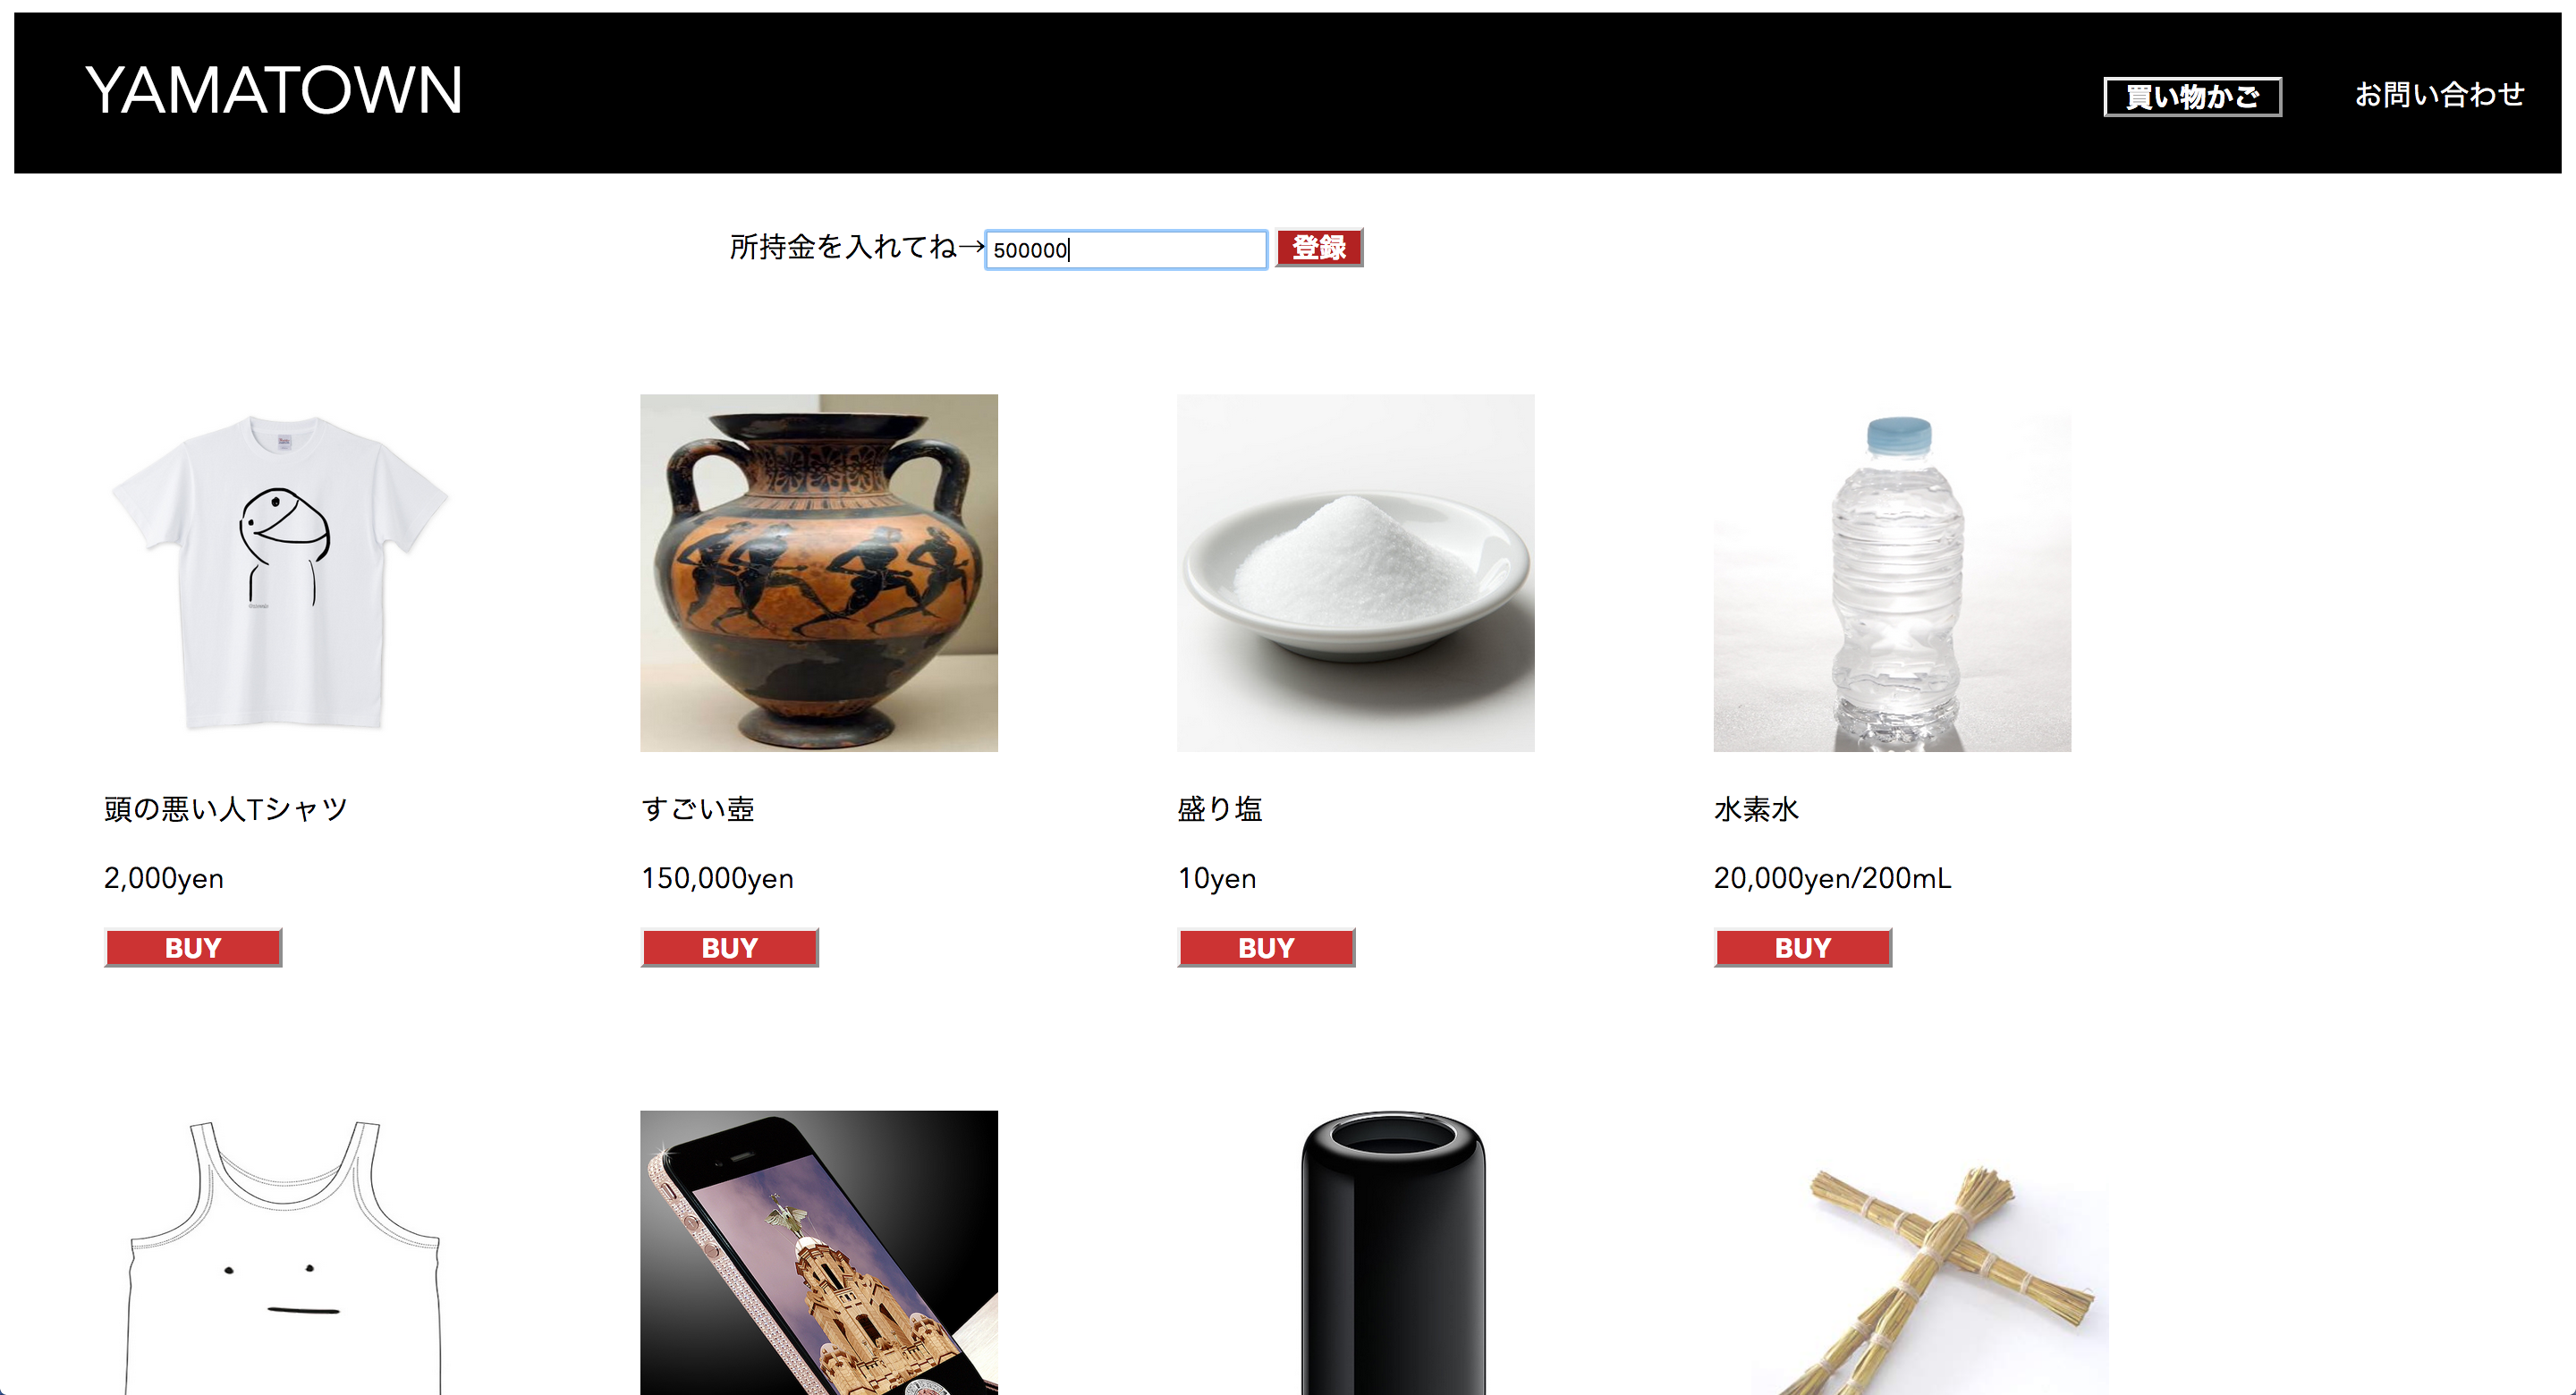 YAMATOWN
買い物かご
お問い合わせ
所持金を入れてね→ 500000 登録
頭の悪い人Tシャツ
すごい壺
盛り塩
水素水
2,000yen
150,000yen
10yen
20,000yen/200mL
BUY
BUY
BUY
BUY